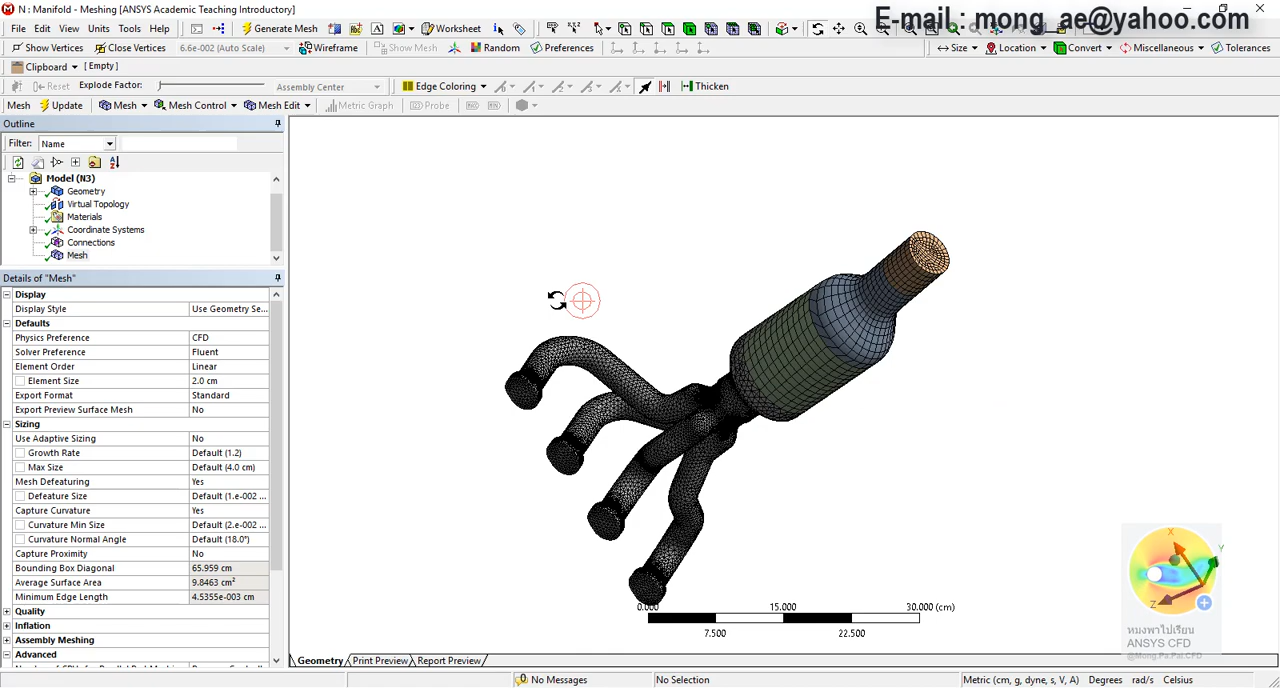 N : Manifold - Meshing [ANSYS Academic Teaching Introductory]
E-mail : mong_ae@yahoo.com
File Edit View Units Tools Help Generate Mesh Worksheet
Show Vertices Close Vertices 6.6e-002 (Auto Scale) Wireframe Show Mesh Random Preferences Size Location Convert Miscellaneous Tolerances
Clipboard [ Empty ]
Reset Explode Factor: Assembly Center Edge Coloring Thicken
Mesh Update Mesh Mesh Control Mesh Edit Metric Graph Probe
Outline
Filter: Name
Model (N3)
Geometry
Virtual Topology
Materials
Coordinate Systems
Connections
Mesh
Details of "Mesh"
Display
Display Style Use Geometry Se...
Defaults
Physics Preference CFD
Solver Preference Fluent
Element Order Linear
Element Size 2.0 cm
Export Format Standard
Export Preview Surface Mesh No
Sizing
Use Adaptive Sizing No
Growth Rate Default (1.2)
Max Size Default (4.0 cm)
Mesh Defeaturing Yes
Defeature Size Default (1.e-002 ...
Capture Curvature Yes
Curvature Min Size Default (2.e-002 ...
Curvature Normal Angle Default (18.0°)
Capture Proximity No
Bounding Box Diagonal 65.959 cm
Average Surface Area 9.8463 cm²
Minimum Edge Length 4.5355e-003 cm
Quality
Inflation
Assembly Meshing
Advanced
0.000 15.000 30.000 (cm)
7.500 22.500
X
Y
Z
หมงพาไปเรียน
ANSYS CFD
@Mong.Pa.Pai.CFD
Geometry Print Preview Report Preview
No Messages No Selection Metric (cm, g, dyne, s, V, A) Degrees rad/s Celsius